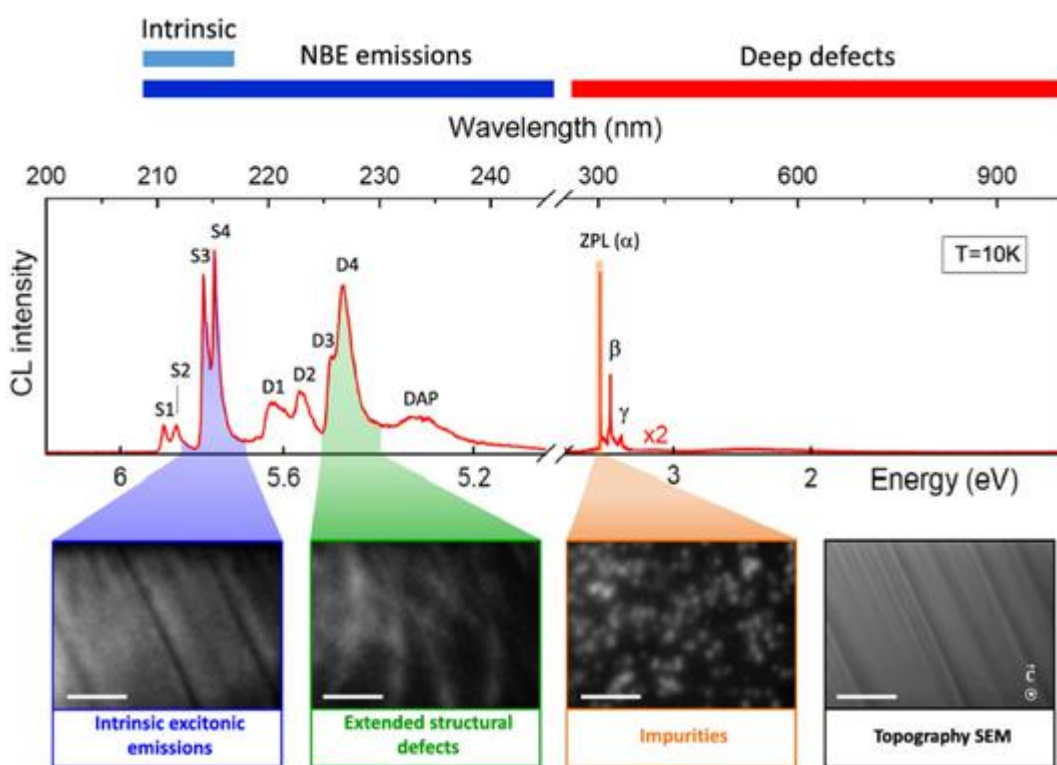 Intrinsic
NBE emissions
Deep defects
Wavelength (nm)
200 210 220 230 240 300 600 900
CL intensity
S1
S2
S3
S4
D1
D2
D3
D4
DAP
ZPL (α)
β
γ
x2
T=10K
6 5.6 5.2 3 2 Energy (eV)
Intrinsic excitonic
emissions
Extended structural
defects
Impurities
Topography SEM